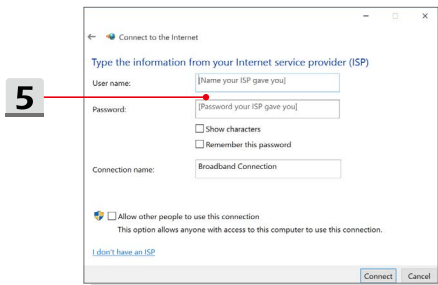 Connect to the Internet
Type the information from your Internet service provider (ISP)
User name:
[Name your ISP gave you]
5
Password:
[Password your ISP gave you]
Show characters
Remember this password
Connection name:
Broadband Connection
Allow other people to use this connection
This option allows anyone with access to this computer to use this connection.
I don't have an ISP
Connect Cancel